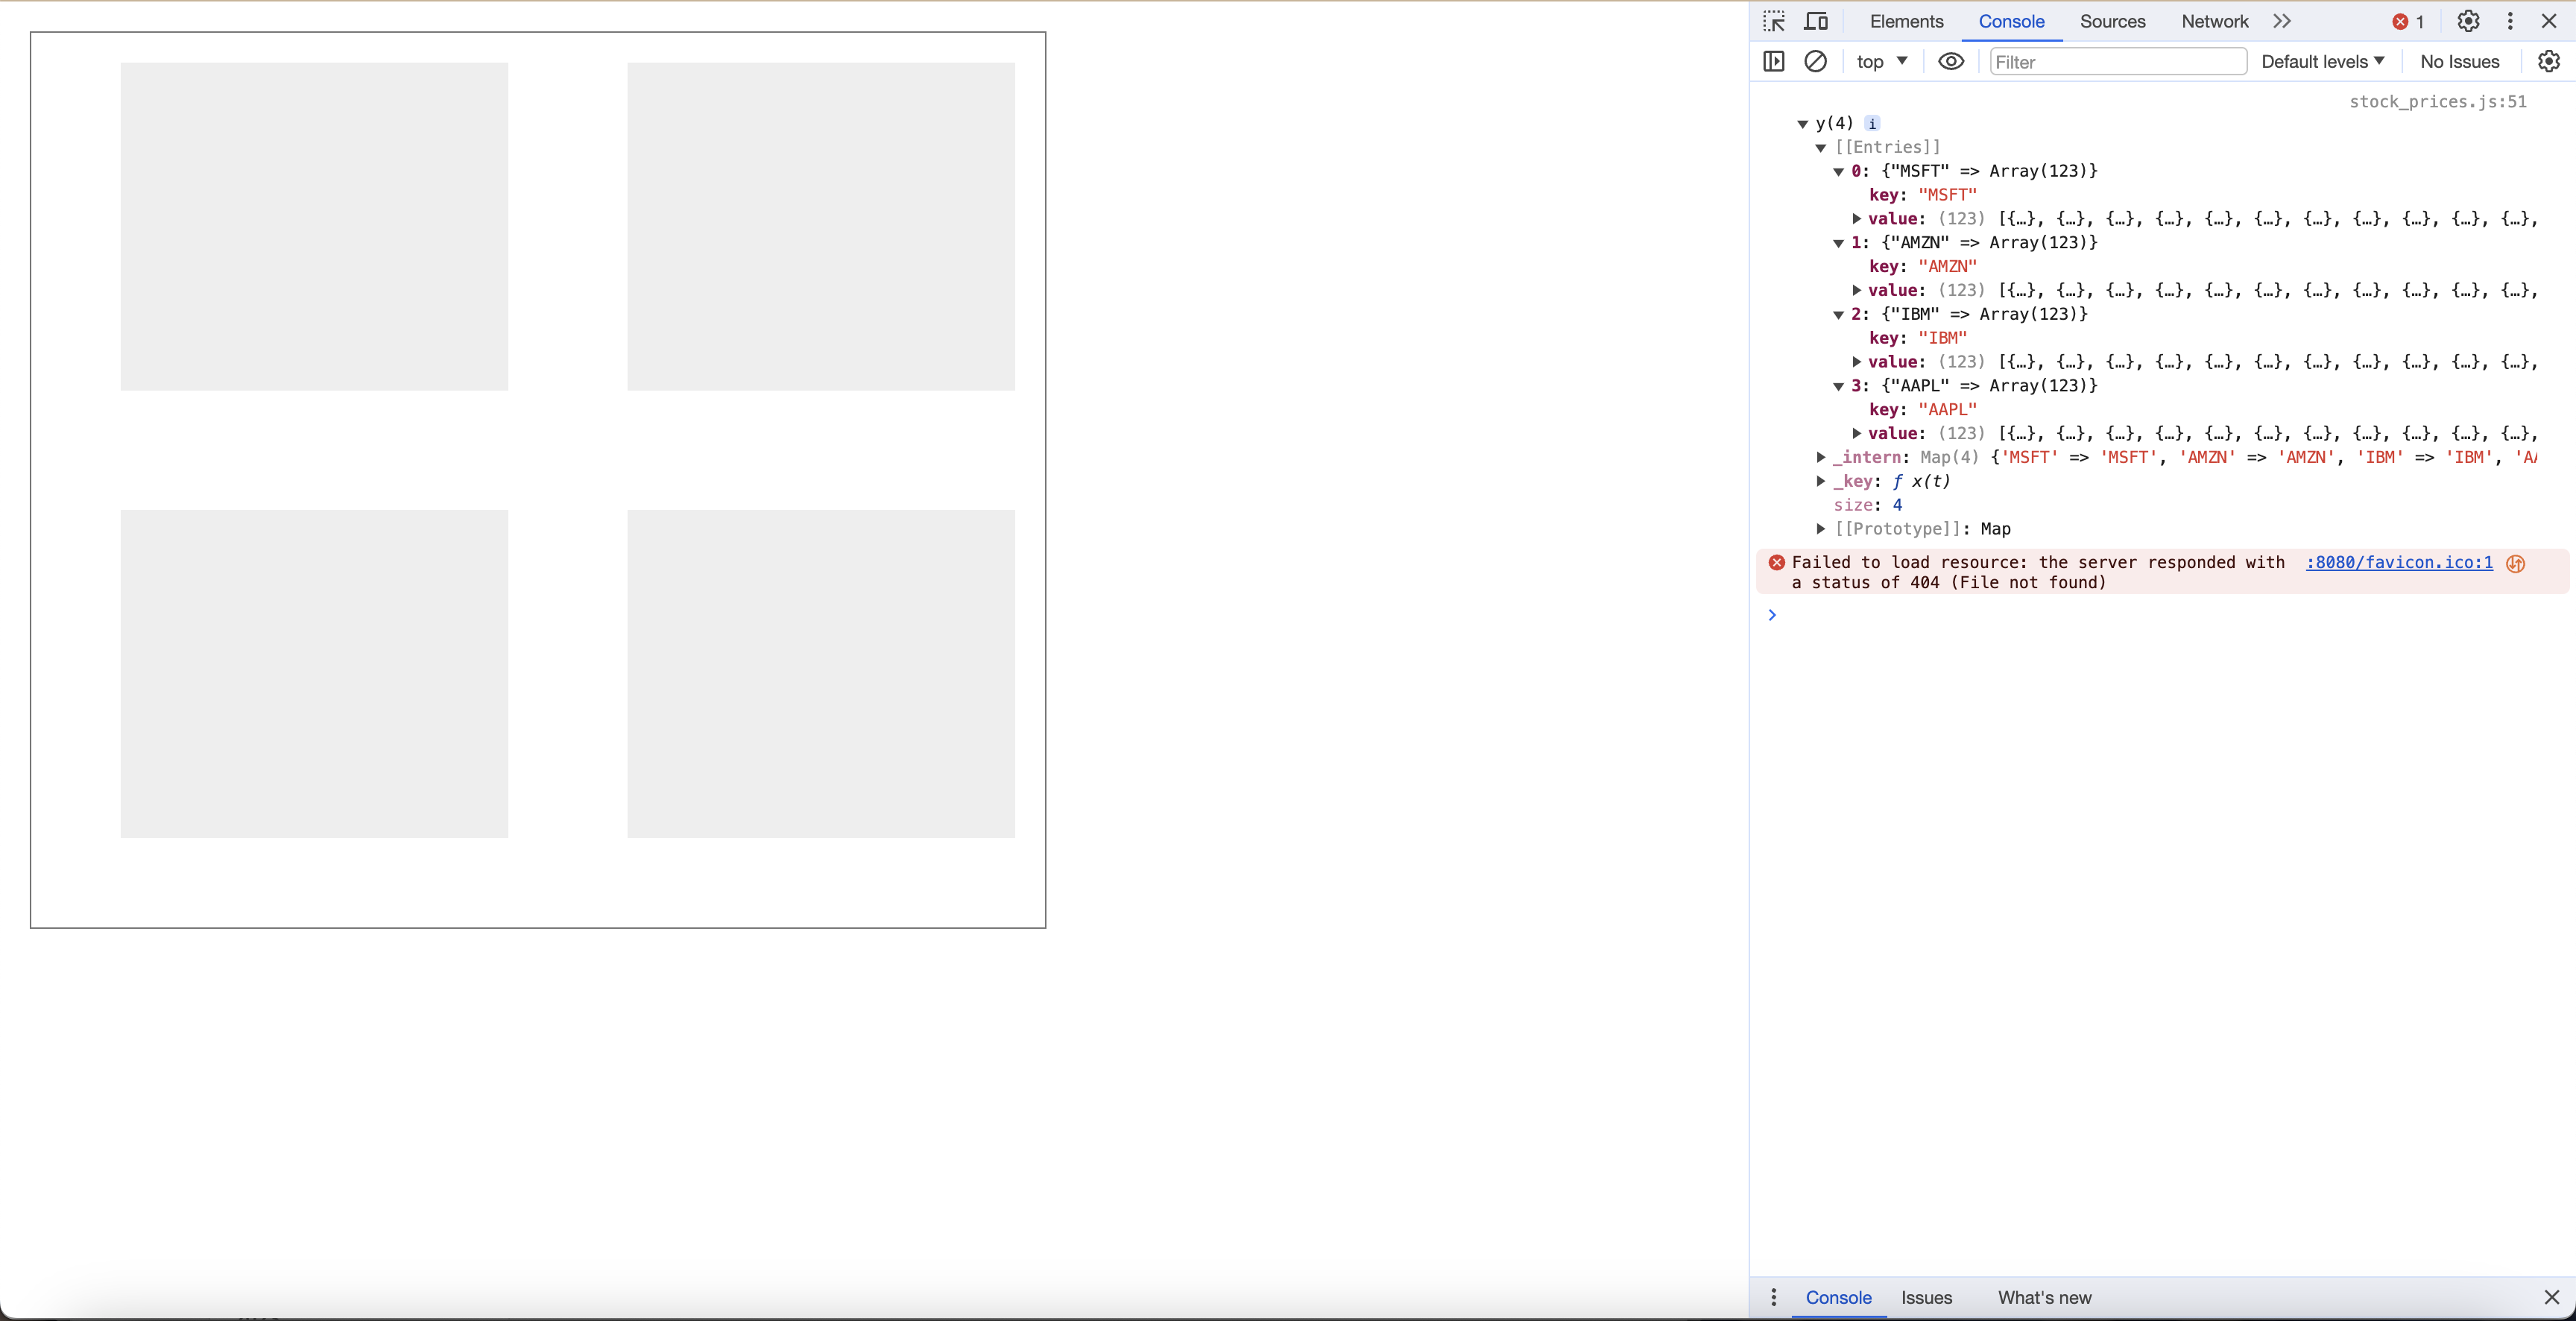 Elements Console Sources Network 1
top Filter Default levels No Issues
stock_prices.js:51
y(4) i
[[Entries]]
0: {"MSFT" => Array(123)}
key: "MSFT"
value: (123) [{…}, {…}, {…}, {…}, {…}, {…}, {…}, {…}, {…}, {…}, {…},
1: {"AMZN" => Array(123)}
key: "AMZN"
value: (123) [{…}, {…}, {…}, {…}, {…}, {…}, {…}, {…}, {…}, {…}, {…},
2: {"IBM" => Array(123)}
key: "IBM"
value: (123) [{…}, {…}, {…}, {…}, {…}, {…}, {…}, {…}, {…}, {…}, {…},
3: {"AAPL" => Array(123)}
key: "AAPL"
value: (123) [{…}, {…}, {…}, {…}, {…}, {…}, {…}, {…}, {…}, {…}, {…},
_intern: Map(4) {'MSFT' => 'MSFT', 'AMZN' => 'AMZN', 'IBM' => 'IBM', 'A
_key: ƒ x(t)
size: 4
[[Prototype]]: Map
Failed to load resource: the server responded with :8080/favicon.ico:1
a status of 404 (File not found)
Console Issues What's new